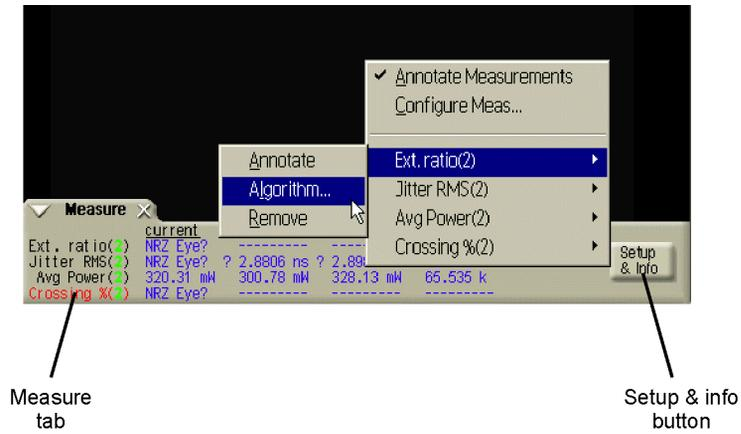 ✔ Annotate Measurements
Configure Meas...
Ext. ratio(2)
Jitter RMS(2)
Avg Power(2)
Crossing %(2)
Annotate
Algorithm...
Remove
Measure
current
Ext. ratio(2) NRZ Eye? --------- ----
Jitter RMS(2) NRZ Eye? ? 2.8806 ns ? 2.89
Avg Power(2) 320.31 mW 300.78 mW 328.13 mW 65.535 k
Crossing %(2) NRZ Eye? --------- --------- ---------
Setup
& Info
Measure
tab
Setup & info
button